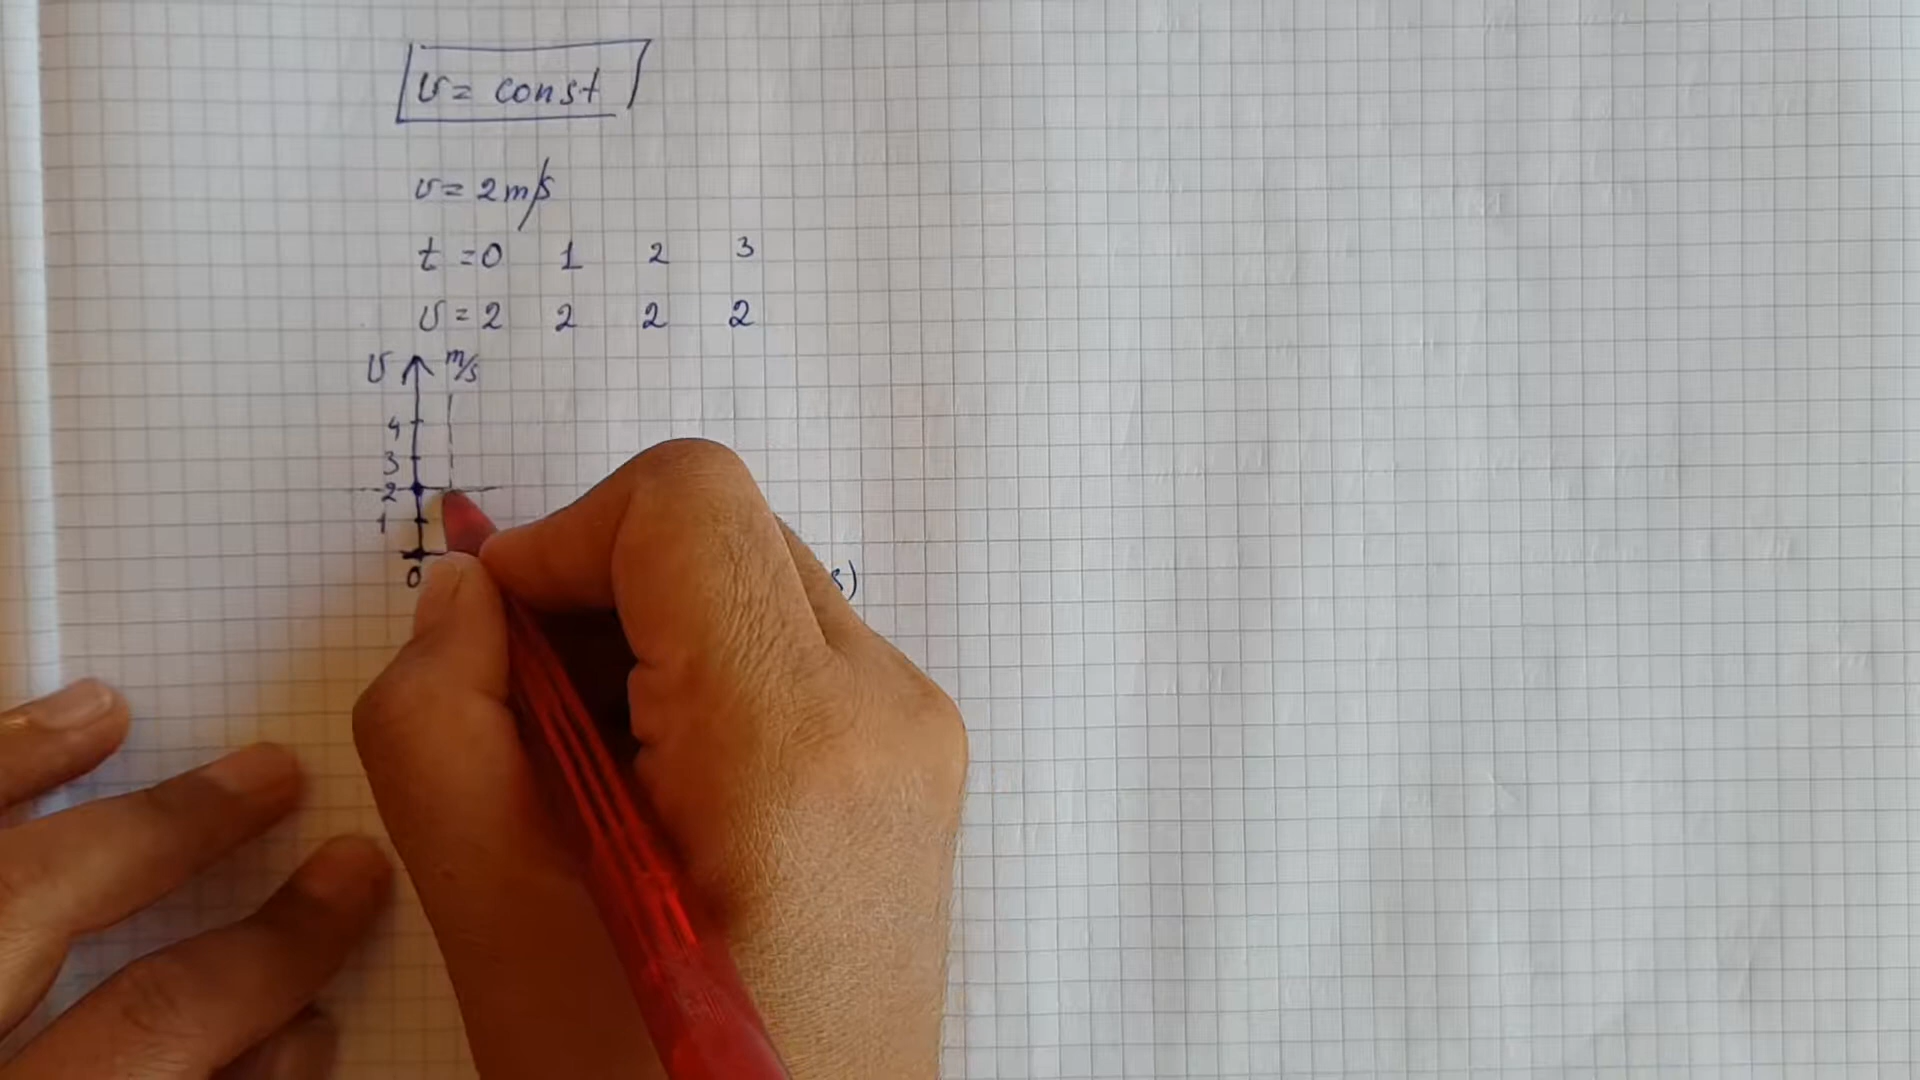 v = const
v = 2 m/s
t = 0 1 2 3
v = 2 2 2 2
v m/s
4
3
2
1
0
s)